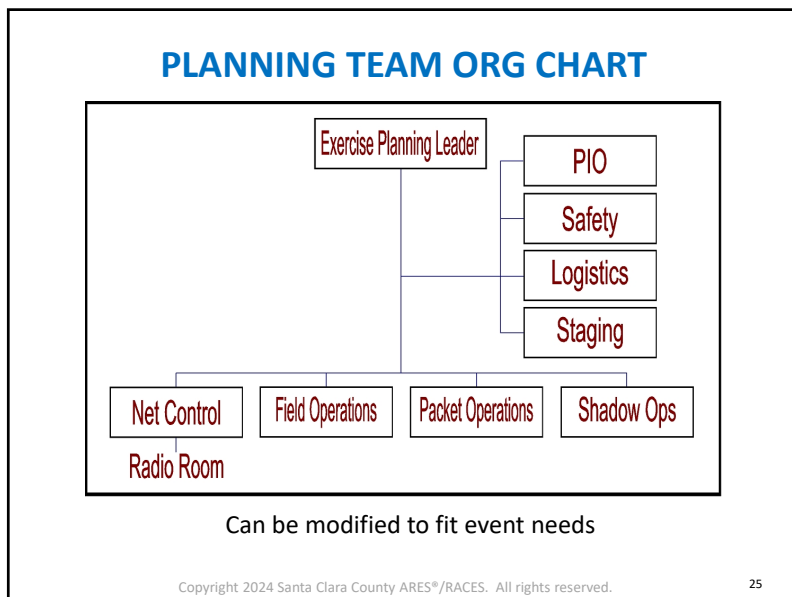 PLANNING TEAM ORG CHART
Exercise Planning Leader
PIO
Safety
Logistics
Staging
Net Control
Field Operations
Packet Operations
Shadow Ops
Radio Room
Can be modified to fit event needs
Copyright 2024 Santa Clara County ARES®/RACES. All rights reserved.
25